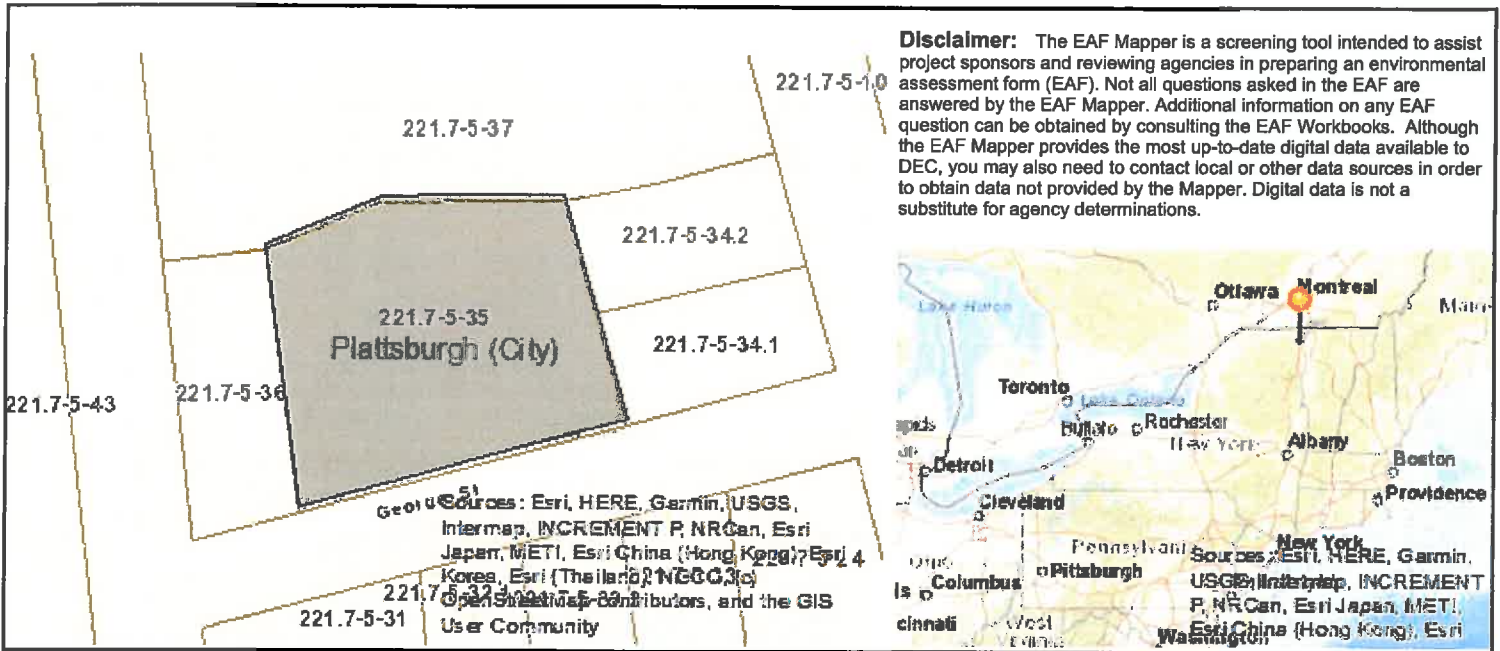 Disclaimer: The EAF Mapper is a screening tool intended to assist
project sponsors and reviewing agencies in preparing an environmental
assessment form (EAF). Not all questions asked in the EAF are
answered by the EAF Mapper. Additional information on any EAF
question can be obtained by consulting the EAF Workbooks. Although
the EAF Mapper provides the most up-to-date digital data available to
DEC, you may also need to contact local or other data sources in order
to obtain data not provided by the Mapper. Digital data is not a
substitute for agency determinations.
221.7-5-10
221.7-5-37
221.7-5-34.2
221.7-5-35
Plattsburgh (City)
221.7-5-34.1
221.7-5-36
221.7-5-43
Sources: Esri, HERE, Garmin, USGS,
Intermap, INCREMENT P, NRCan, Esri
Japan, METI, Esri China (Hong Kong), Esri
Korea, Esri (Thailand), NGCC, (c)
OpenStreetMap contributors, and the GIS
User Community
221.7-5-31
Ottawa
Montreal
Lake Huron
Toronto
Buffalo
Rochester
New York
Albany
Boston
Detroit
Providence
Cleveland
New York
Pennsylvani
Pittsburgh
Columbus
cinnati
West
Washington
Sources: Esri, HERE, Garmin,
USGS, Intermap, INCREMENT
P, NRCan, Esri Japan, METI,
Esri China (Hong Kong), Esri